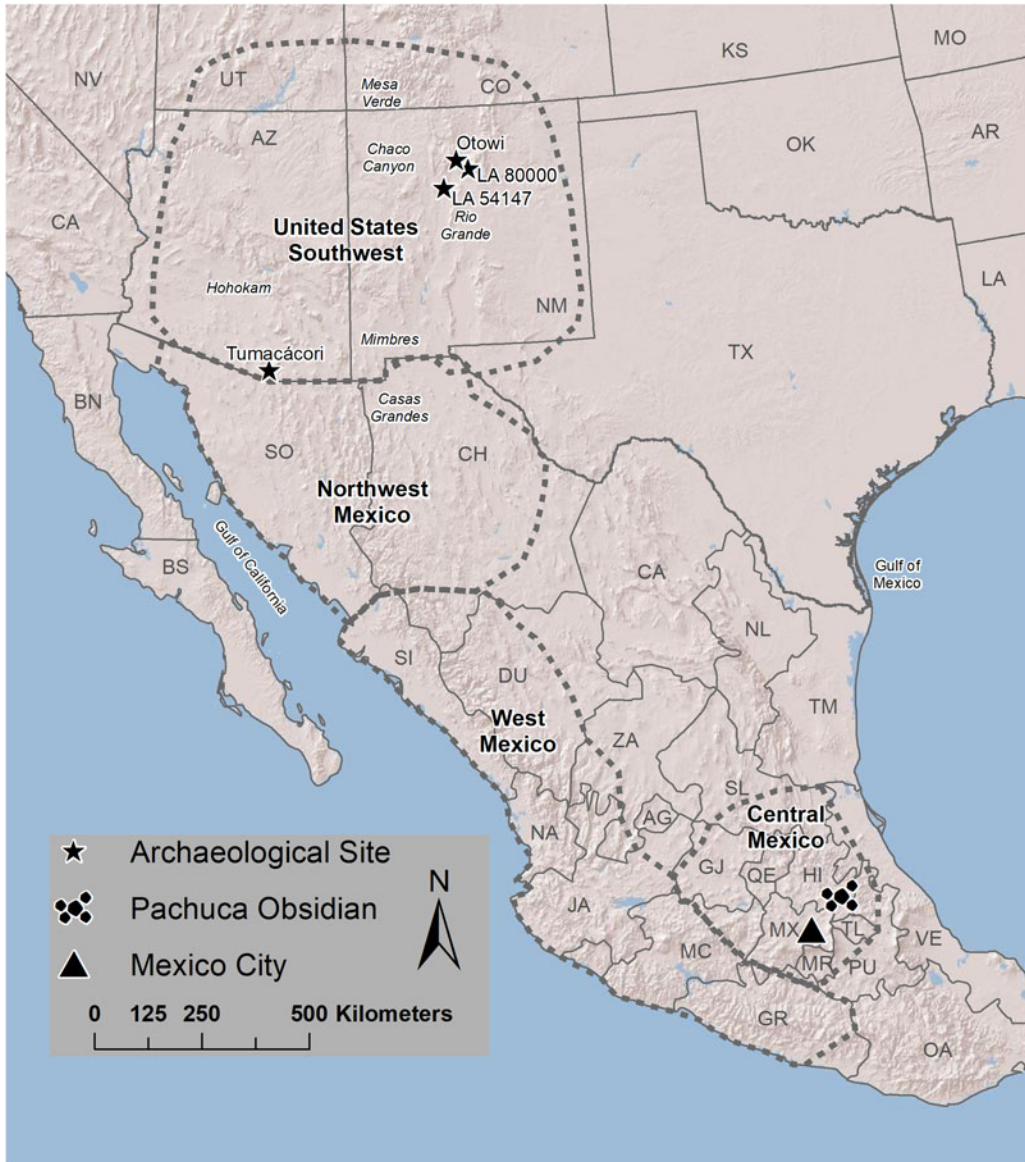 KS
MO
NV
UT
Mesa
Verde
CO
AZ
Chaco
Canyon
Otowi
LA 80000
LA 54147
OK
AR
CA
United States
Southwest
Rio
Grande
LA
Hohokam
NM
Mimbres
TX
Tumacácori
Casas
Grandes
BN
SO
CH
Northwest
Mexico
Gulf of California
BS
CA
Gulf of
Mexico
NL
SI
DU
TM
West
Mexico
ZA
SL
Central
Mexico
NA
AG
GJ
QE
HI
JA
MX
TL
VE
MC
MR
PU
GR
OA
Archaeological Site
Pachuca Obsidian
Mexico City
N
0 125 250 500 Kilometers